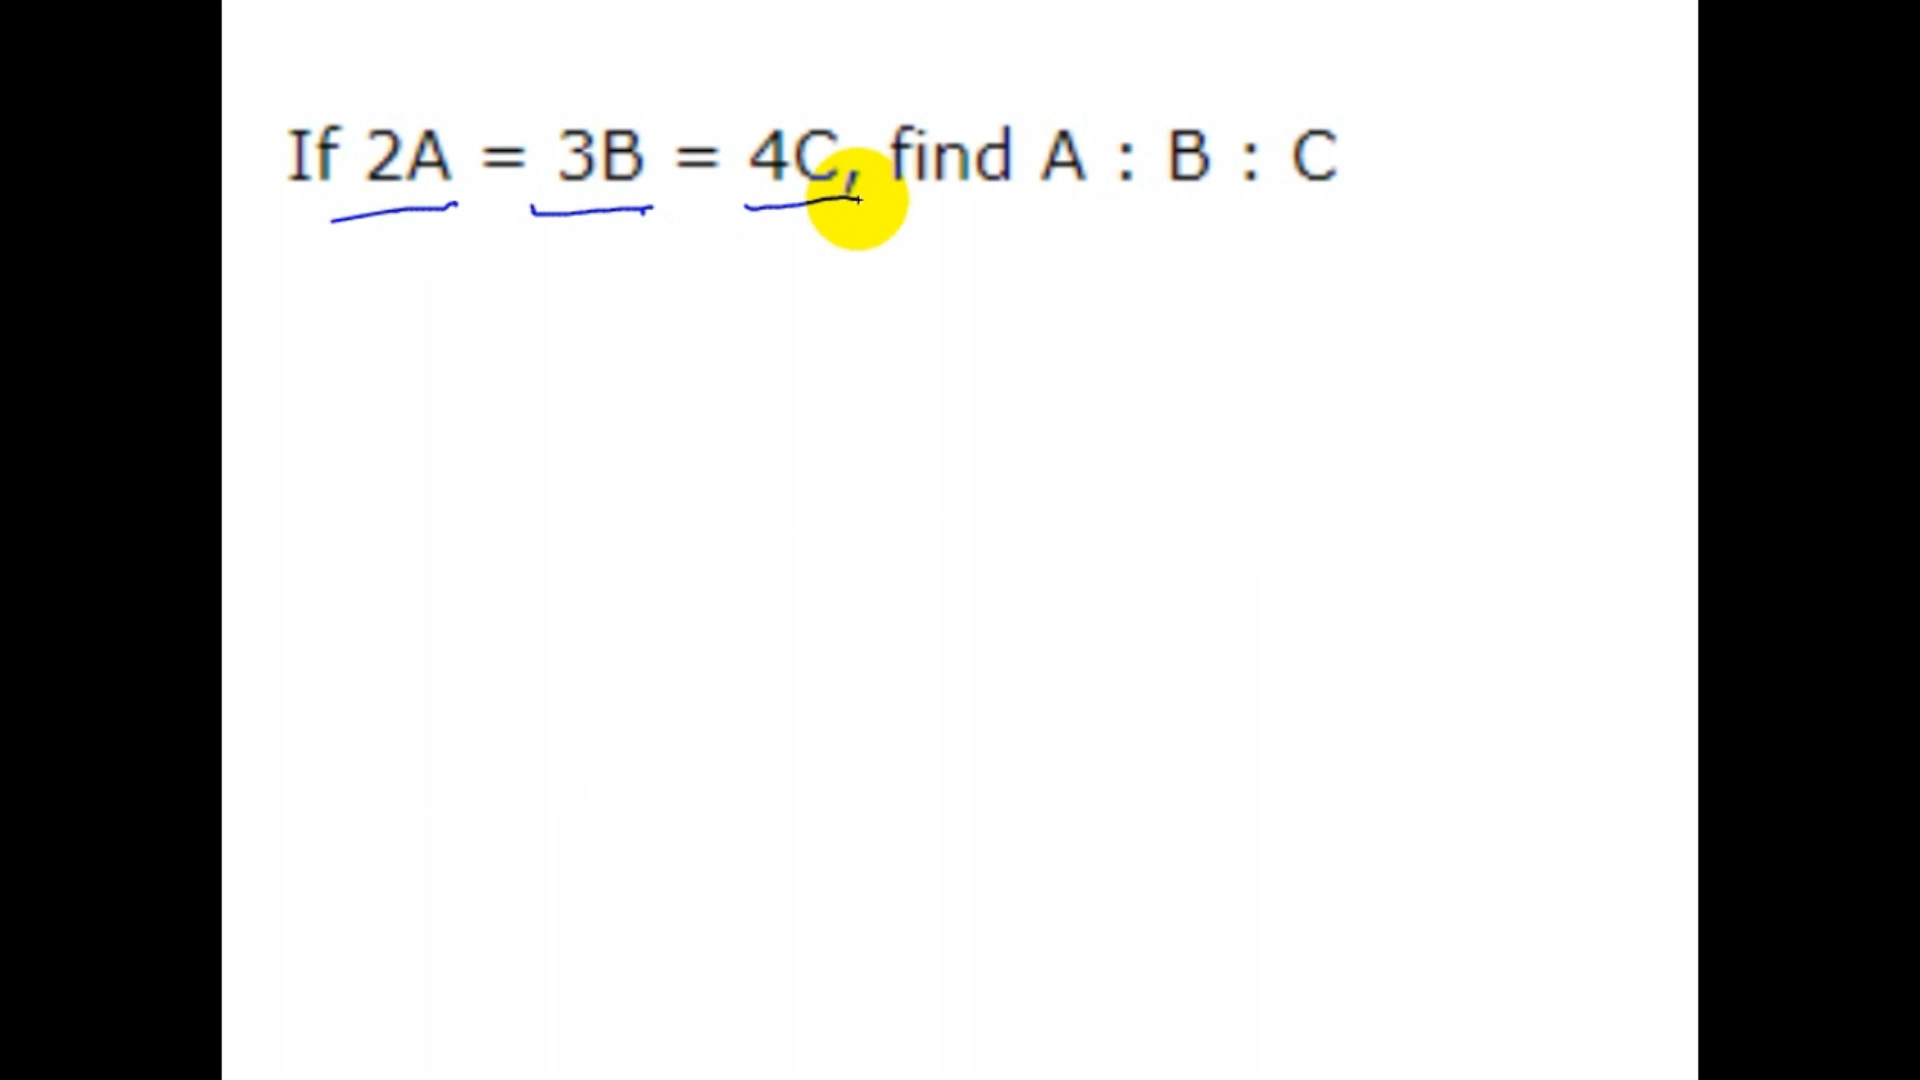 If 2A = 3B = 4C, find A : B : C